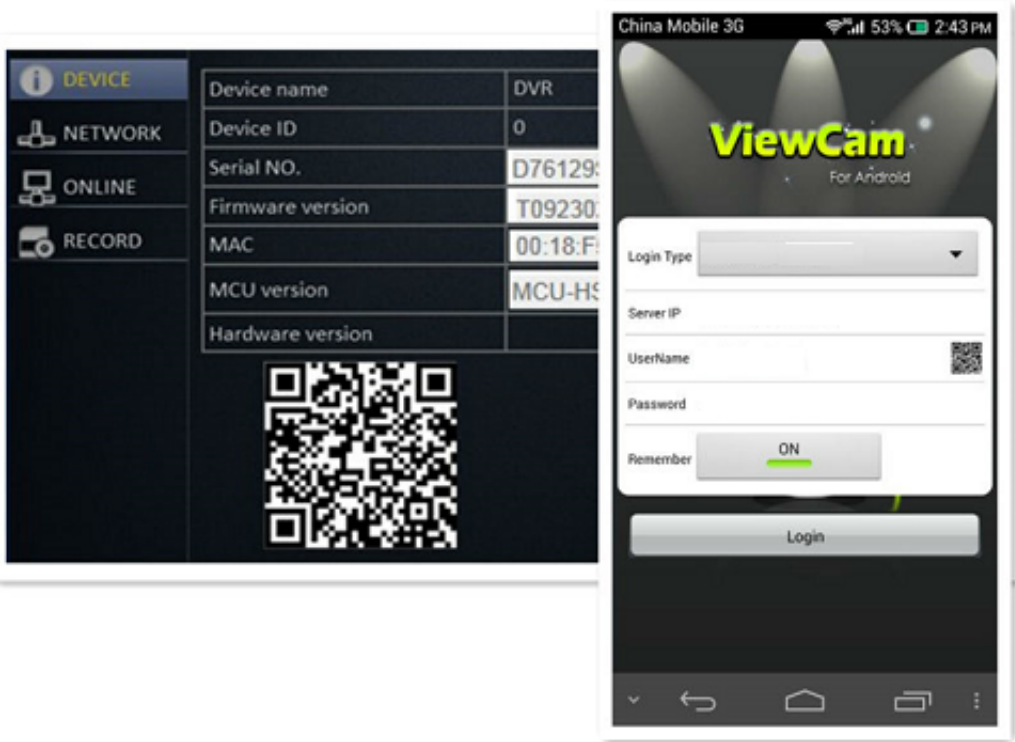 DEVICE
NETWORK
ONLINE
RECORD
Device name DVR
Device ID 0
Serial NO. D76129
Firmware version T09230
MAC 00:18:F
MCU version MCU-HS
Hardware version
China Mobile 3G 53% 2:43 PM
ViewCam
For Android
Login Type
Server IP
UserName
Password
Remember ON
Login